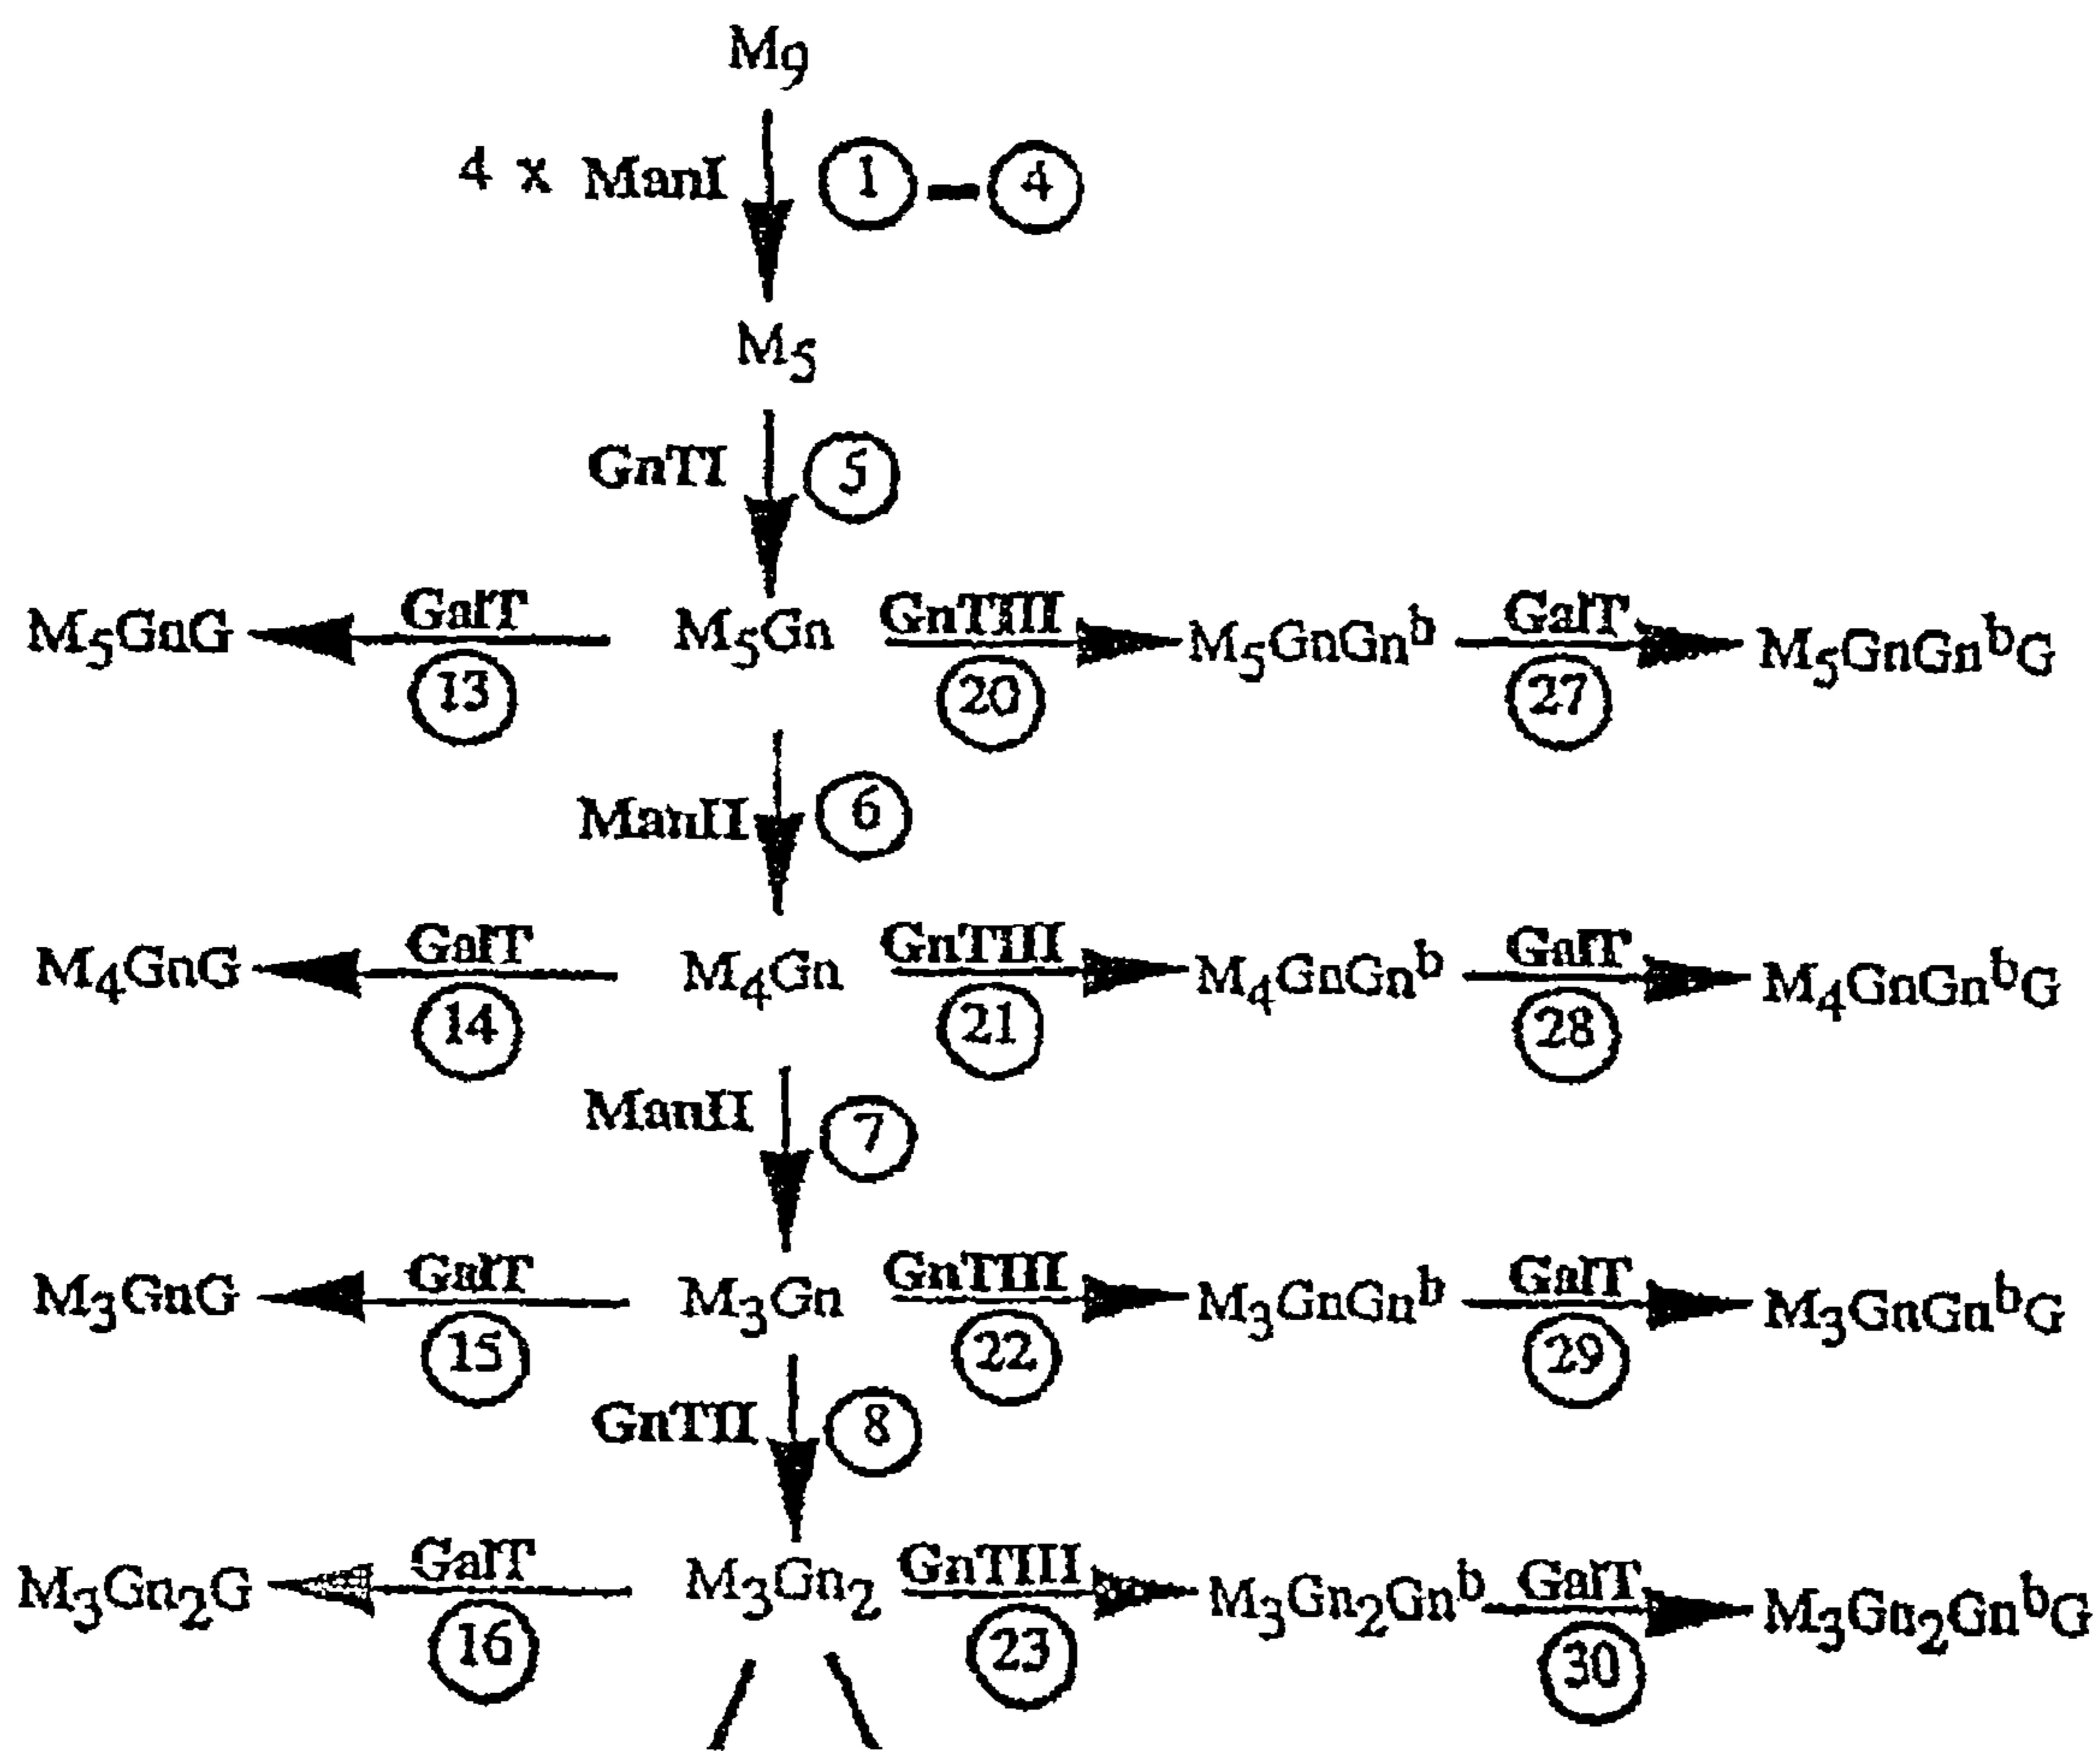 M₉
4 x ManI 1 - 4
M₅
GnTI 5
GalT GnTIII GalT
M₅GnG M₅Gn M₅GnGnᵇ M₅GnGnᵇG
13 20 27
ManII 6
GalT GnTIII GalT
M₄GnG M₄Gn M₄GnGnᵇ M₄GnGnᵇG
14 21 28
ManII 7
GalT GnTIII GalT
M₃GnG M₃Gn M₃GnGnᵇ M₃GnGnᵇG
15 22 29
GnTII 8
GalT GnTIII GalT
M₃Gn₂G M₃Gn₂ M₃Gn₂Gnᵇ M₃Gn₂GnᵇG
16 23 30